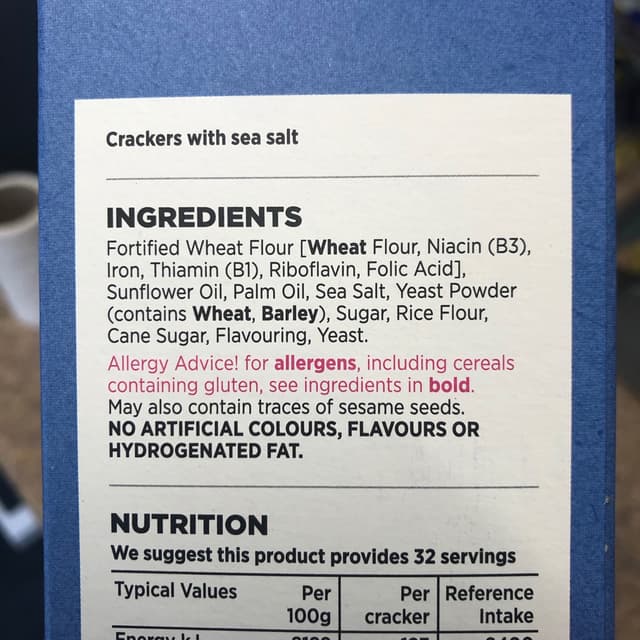 Crackers with sea salt
INGREDIENTS
Fortified Wheat Flour [Wheat Flour, Niacin (B3),
Iron, Thiamin (B1), Riboflavin, Folic Acid],
Sunflower Oil, Palm Oil, Sea Salt, Yeast Powder
(contains Wheat, Barley), Sugar, Rice Flour,
Cane Sugar, Flavouring, Yeast.
Allergy Advice! for allergens, including cereals
containing gluten, see ingredients in bold.
May also contain traces of sesame seeds.
NO ARTIFICIAL COLOURS, FLAVOURS OR
HYDROGENATED FAT.
NUTRITION
We suggest this product provides 32 servings
Typical Values Per Per Reference
100g cracker Intake
Energy kJ